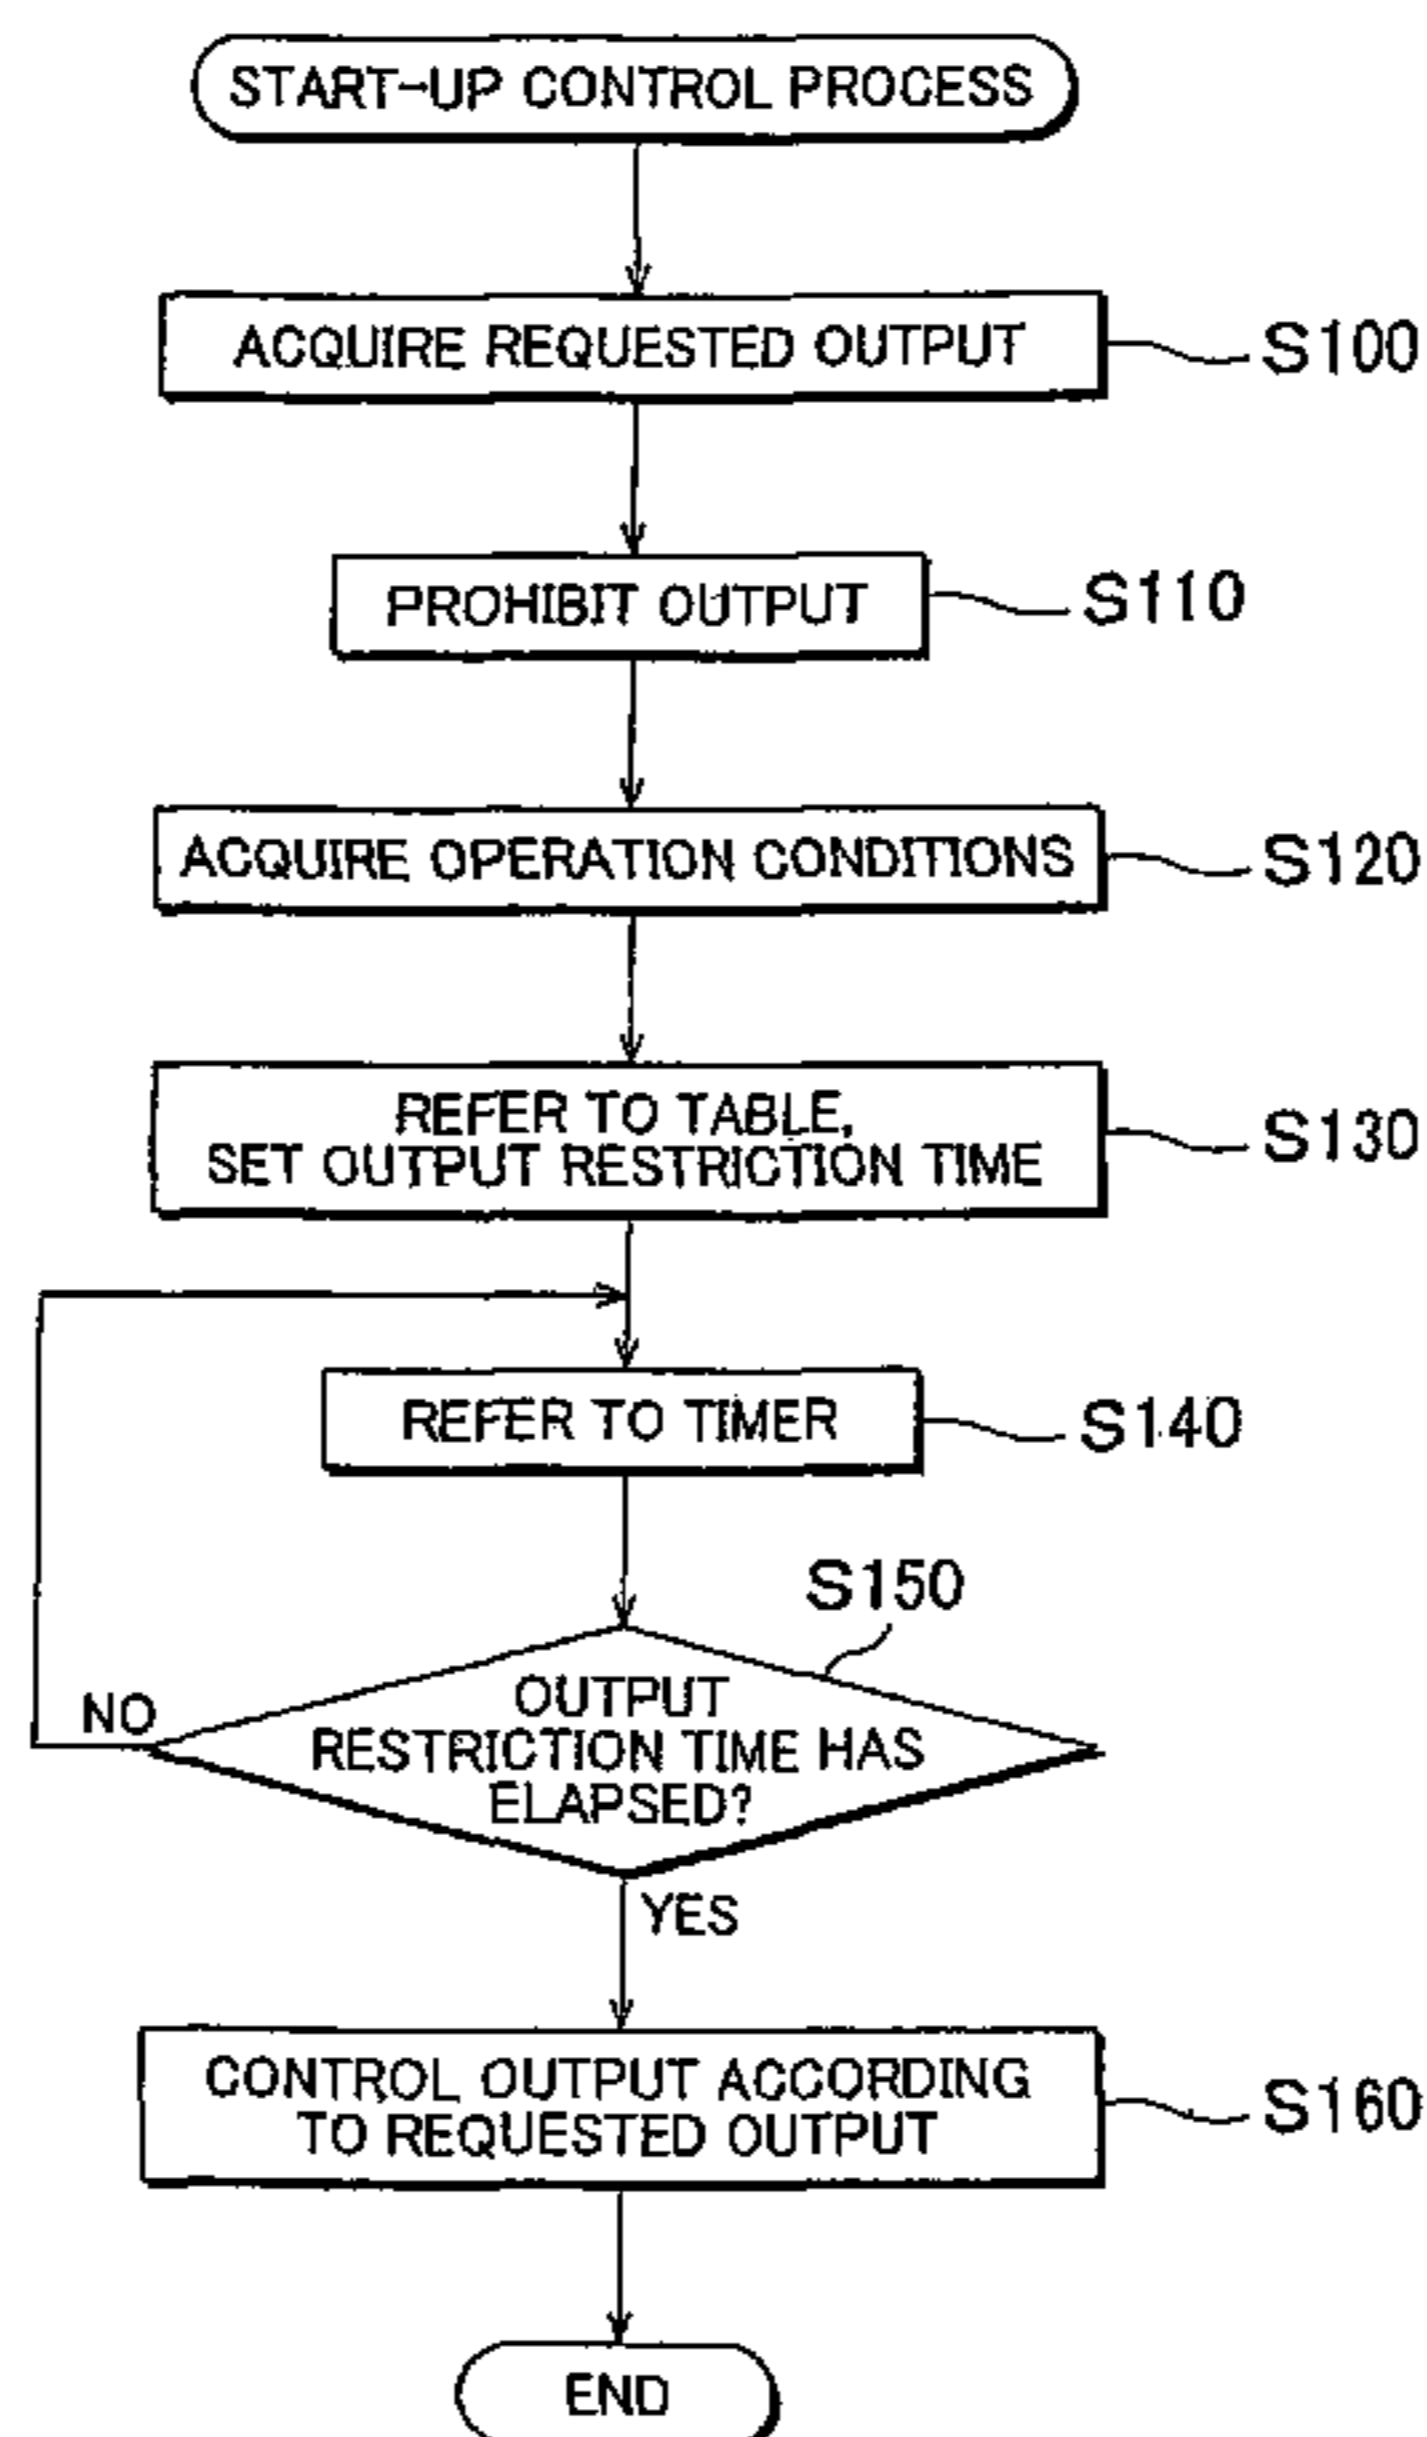 START-UP CONTROL PROCESS
ACQUIRE REQUESTED OUTPUT
S100
PROHIBIT OUTPUT
S110
ACQUIRE OPERATION CONDITIONS
S120
REFER TO TABLE,
SET OUTPUT RESTRICTION TIME
S130
REFER TO TIMER
S140
S150
OUTPUT
RESTRICTION TIME HAS
ELAPSED?
NO
YES
CONTROL OUTPUT ACCORDING
TO REQUESTED OUTPUT
S160
END